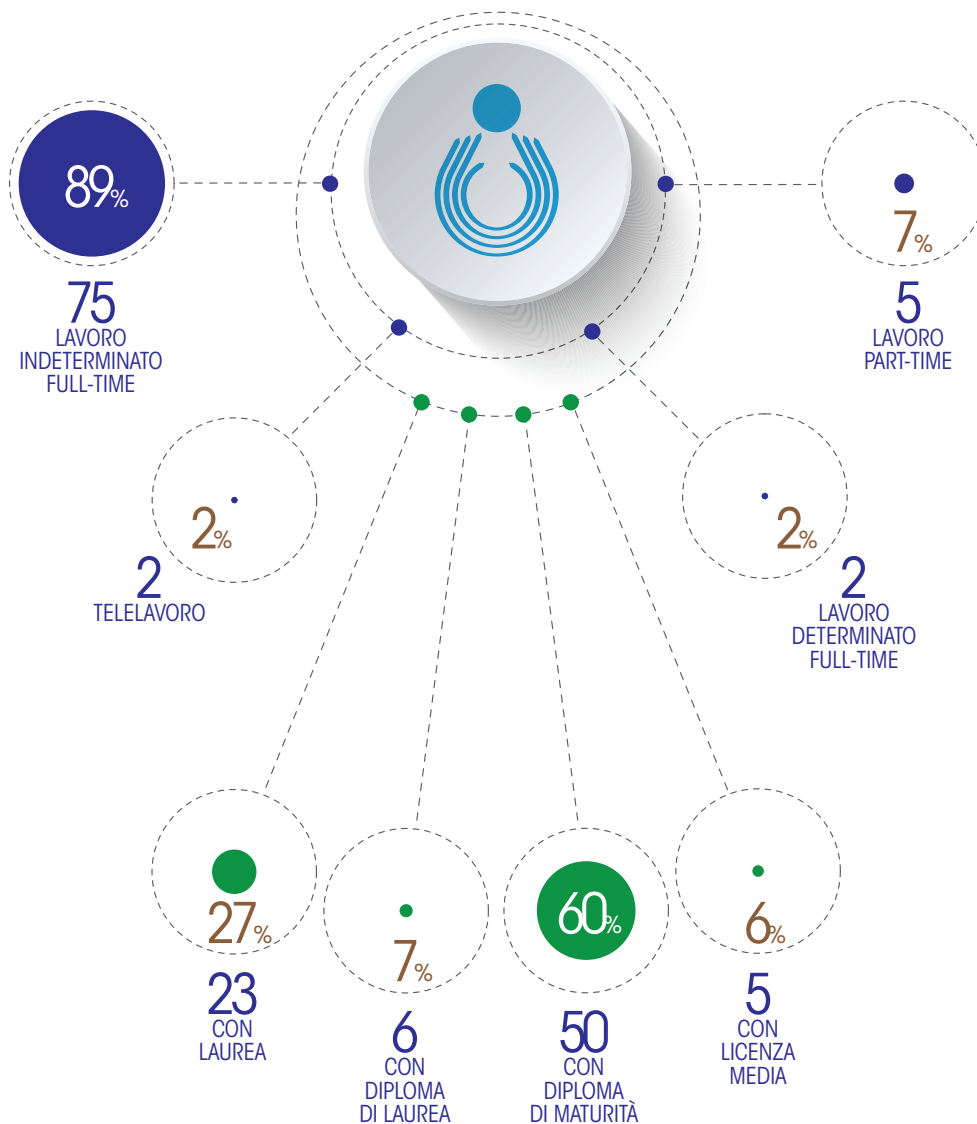 89%
75
LAVORO
INDETERMINATO
FULL-TIME
7%
5
LAVORO
PART-TIME
2%
2
TELELAVORO
2%
2
LAVORO
DETERMINATO
FULL-TIME
27%
23
CON
LAUREA
7%
6
CON
DIPLOMA
DI LAUREA
60%
50
CON
DIPLOMA
DI MATURITÀ
6%
5
CON
LICENZA
MEDIA